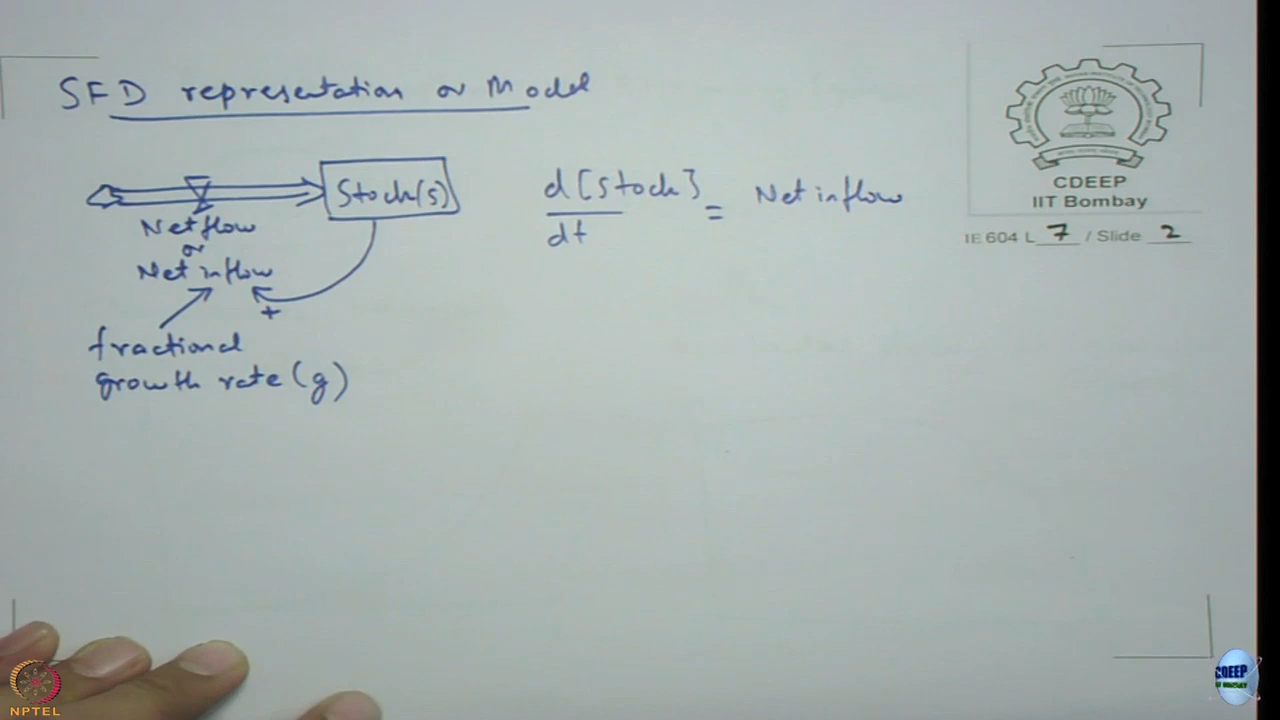 SFD representation or Model
Stock(s)
Net flow
or
Net inflow
+
fractional
growth rate (g)
d[Stock]
dt
= Net inflow
CDEEP
IIT Bombay
IE 604 L 7 / Slide 2
NPTEL
CDEEP